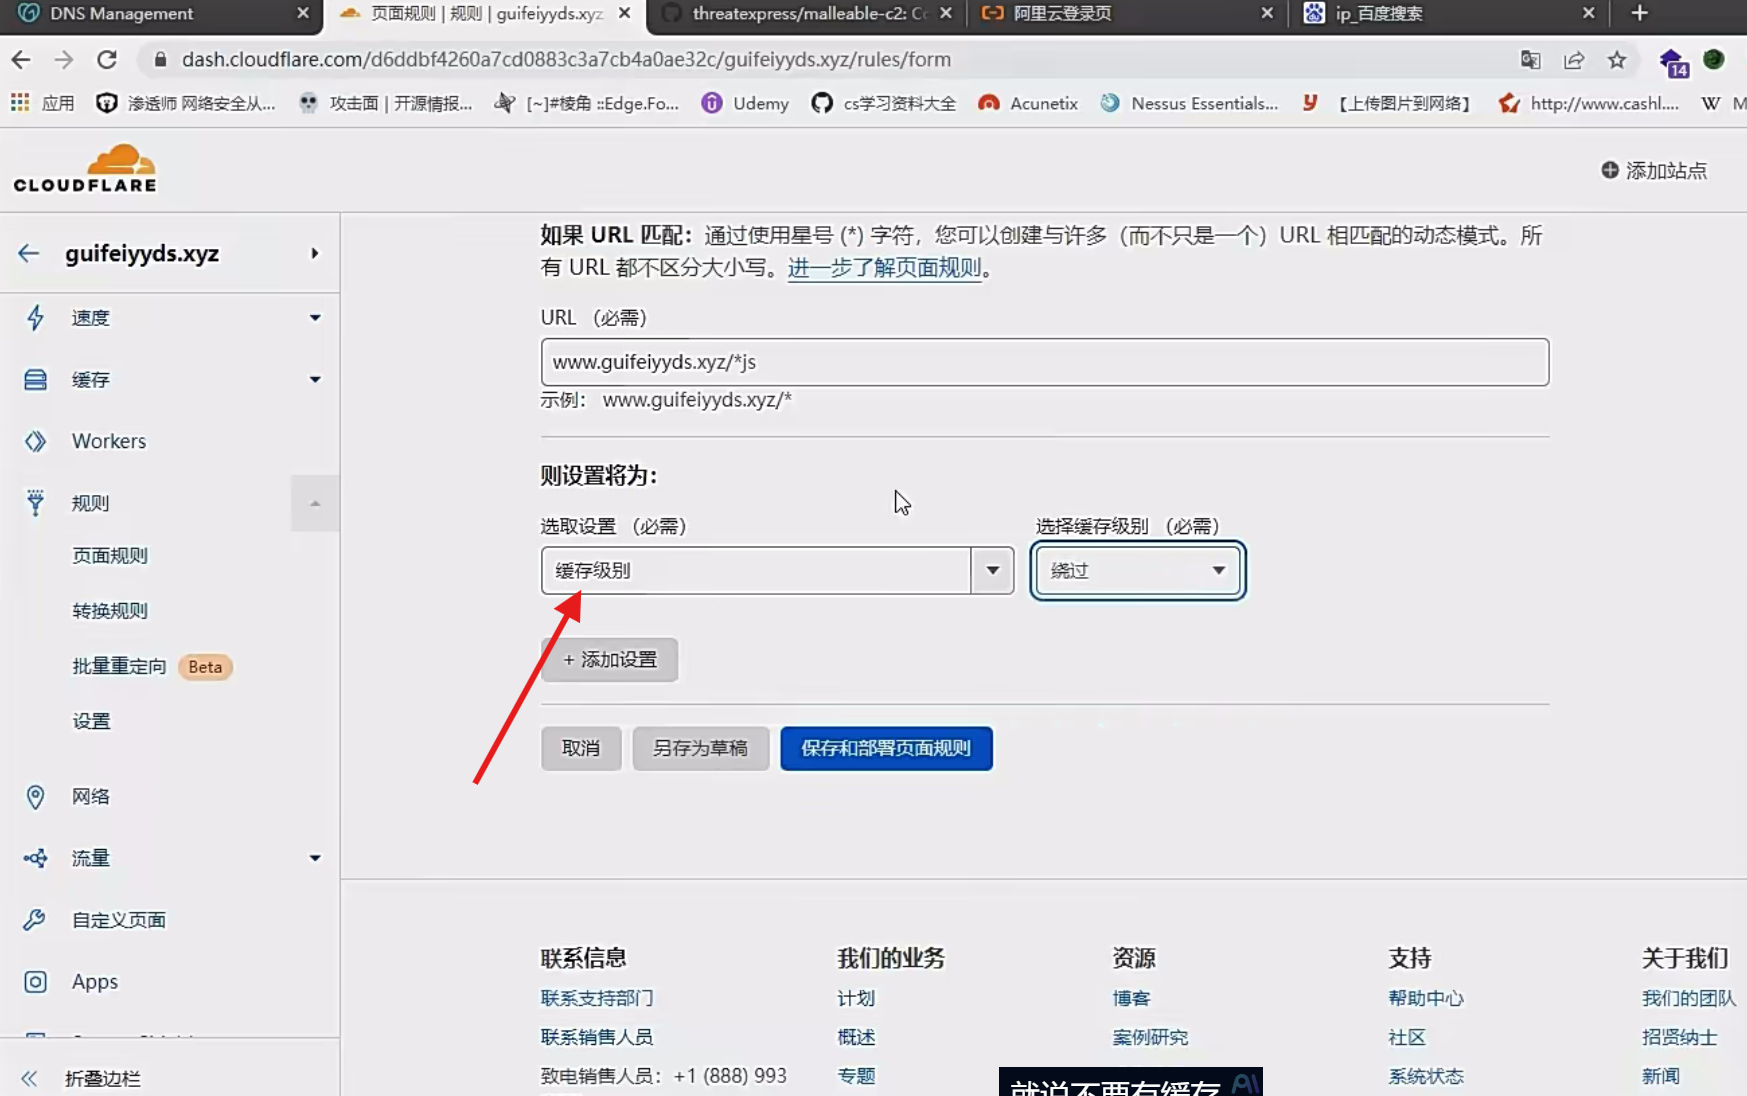 DNS Management
页面规则 | 规则 | guifeiyyds.xyz
threatexpress/malleable-c2: C
阿里云登录页
ip_百度搜索
dash.cloudflare.com/d6ddbf4260a7cd0883c3a7cb4a0ae32c/guifeiyyds.xyz/rules/form
14
应用
渗透师 网络安全从...
攻击面 | 开源情报...
[~]#棱角 ::Edge.Fo...
Udemy
cs学习资料大全
Acunetix
Nessus Essentials...
【上传图片到网络】
http://www.cashl....
W M
CLOUDFLARE
添加站点
guifeiyyds.xyz
速度
缓存
Workers
规则
页面规则
转换规则
批量重定向 Beta
设置
网络
流量
自定义页面
Apps
折叠边栏
如果 URL 匹配：通过使用星号 (*) 字符，您可以创建与许多（而不只是一个）URL 相匹配的动态模式。所
有 URL 都不区分大小写。进一步了解页面规则。
URL （必需）
www.guifeiyyds.xyz/*js
示例： www.guifeiyyds.xyz/*
则设置将为：
选取设置 （必需）
选择缓存级别 （必需）
缓存级别
绕过
+ 添加设置
取消
另存为草稿
保存和部署页面规则
联系信息
联系支持部门
联系销售人员
致电销售人员：+1 (888) 993
我们的业务
计划
概述
专题
资源
博客
案例研究
支持
帮助中心
社区
系统状态
关于我们
我们的团队
招贤纳士
新闻
就说不要有缓存 AI